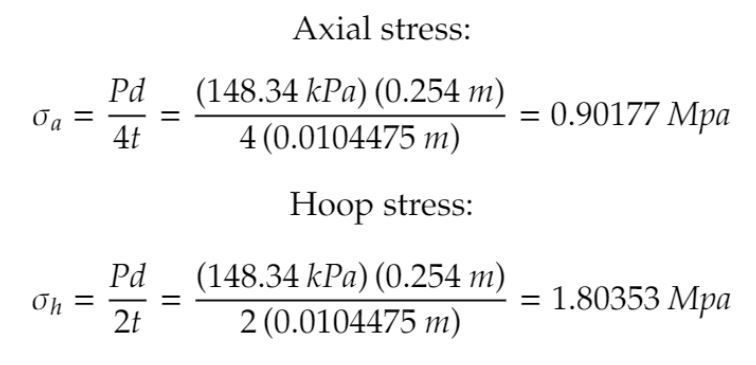 Axial stress:
σₐ = Pd/4t = (148.34 kPa) (0.254 m)/4 (0.0104475 m) = 0.90177 Mpa
Hoop stress:
σₕ = Pd/2t = (148.34 kPa) (0.254 m)/2 (0.0104475 m) = 1.80353 Mpa